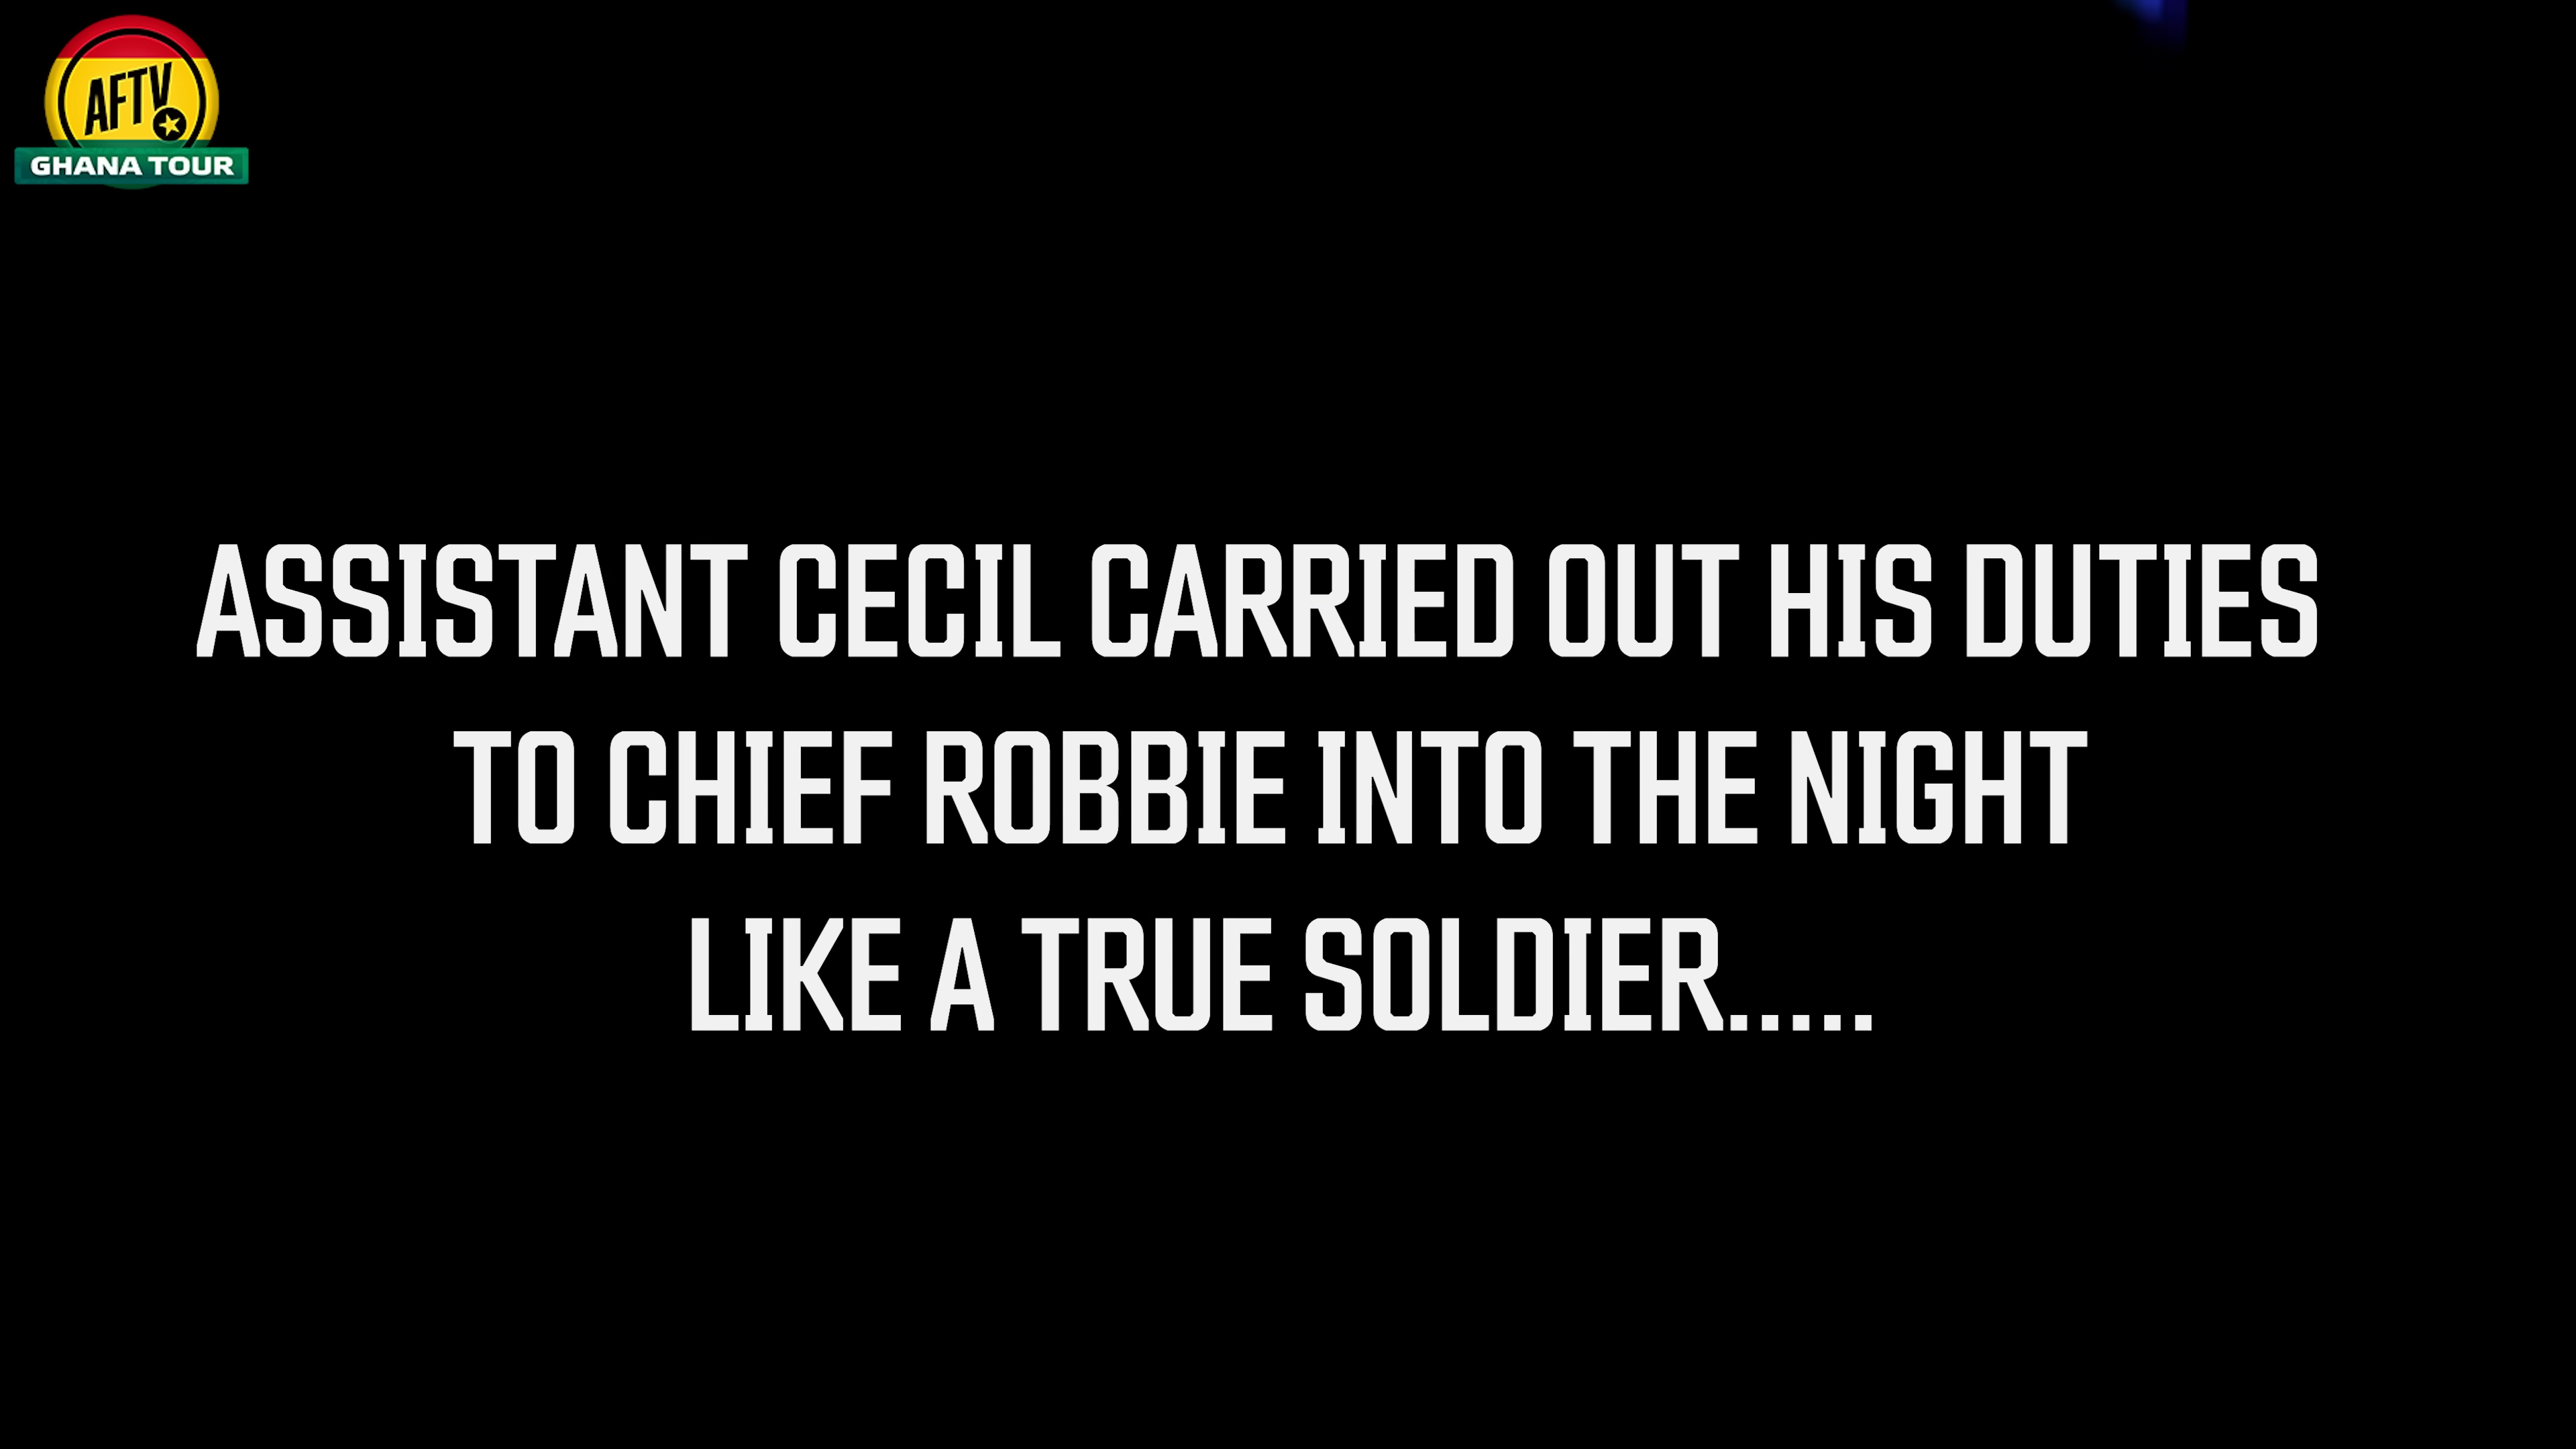 AFTV
GHANA TOUR
ASSISTANT CECIL CARRIED OUT HIS DUTIES
TO CHIEF ROBBIE INTO THE NIGHT
LIKE A TRUE SOLDIER.....